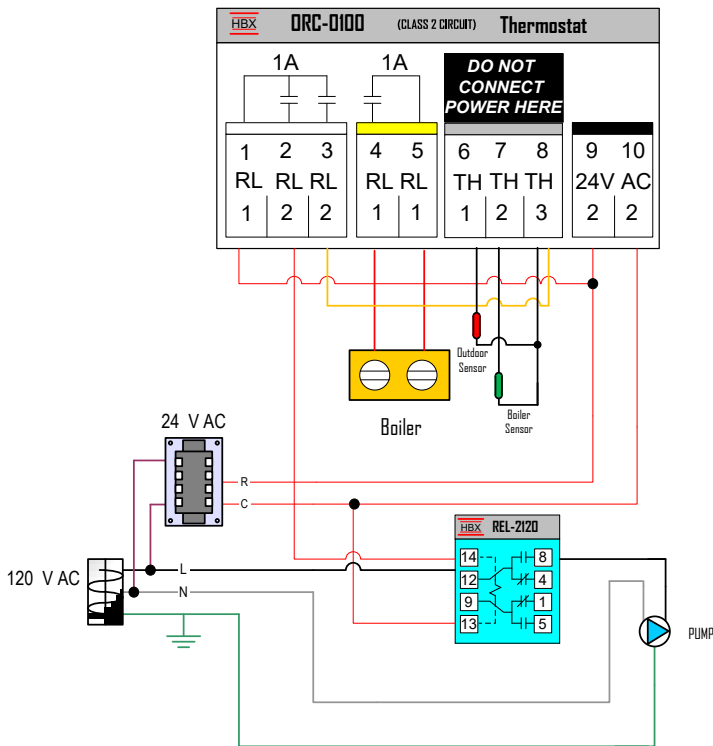 HBX ORC-0100 (CLASS 2 CIRCUIT) Thermostat
1A 1A
DO NOT
CONNECT
POWER HERE
1 2 3 4 5 6 7 8 9 10
RL RL RL RL RL TH TH TH 24V AC
1 2 2 1 1 1 2 3 2 2
Outdoor
Sensor
Boiler
Boiler
Sensor
24 V AC
R
C
HBX REL-2120
14 8
12 4
9 1
13 5
120 V AC
L
N
PUMP